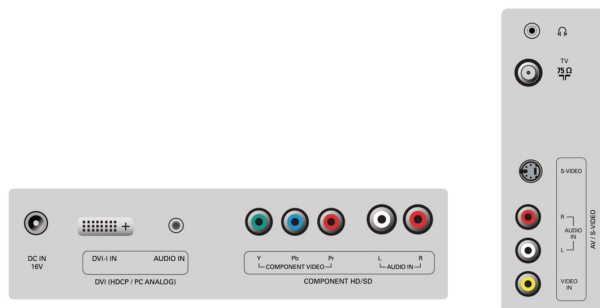 DC IN
16V
DVI-I IN
AUDIO IN
DVI (HDCP / PC ANALOG)
Y Pb Pr
COMPONENT VIDEO
L R
AUDIO IN
COMPONENT HD/SD
TV
75 Ω
S-VIDEO
R
AUDIO
IN
L
VIDEO
IN
AV / S-VIDEO